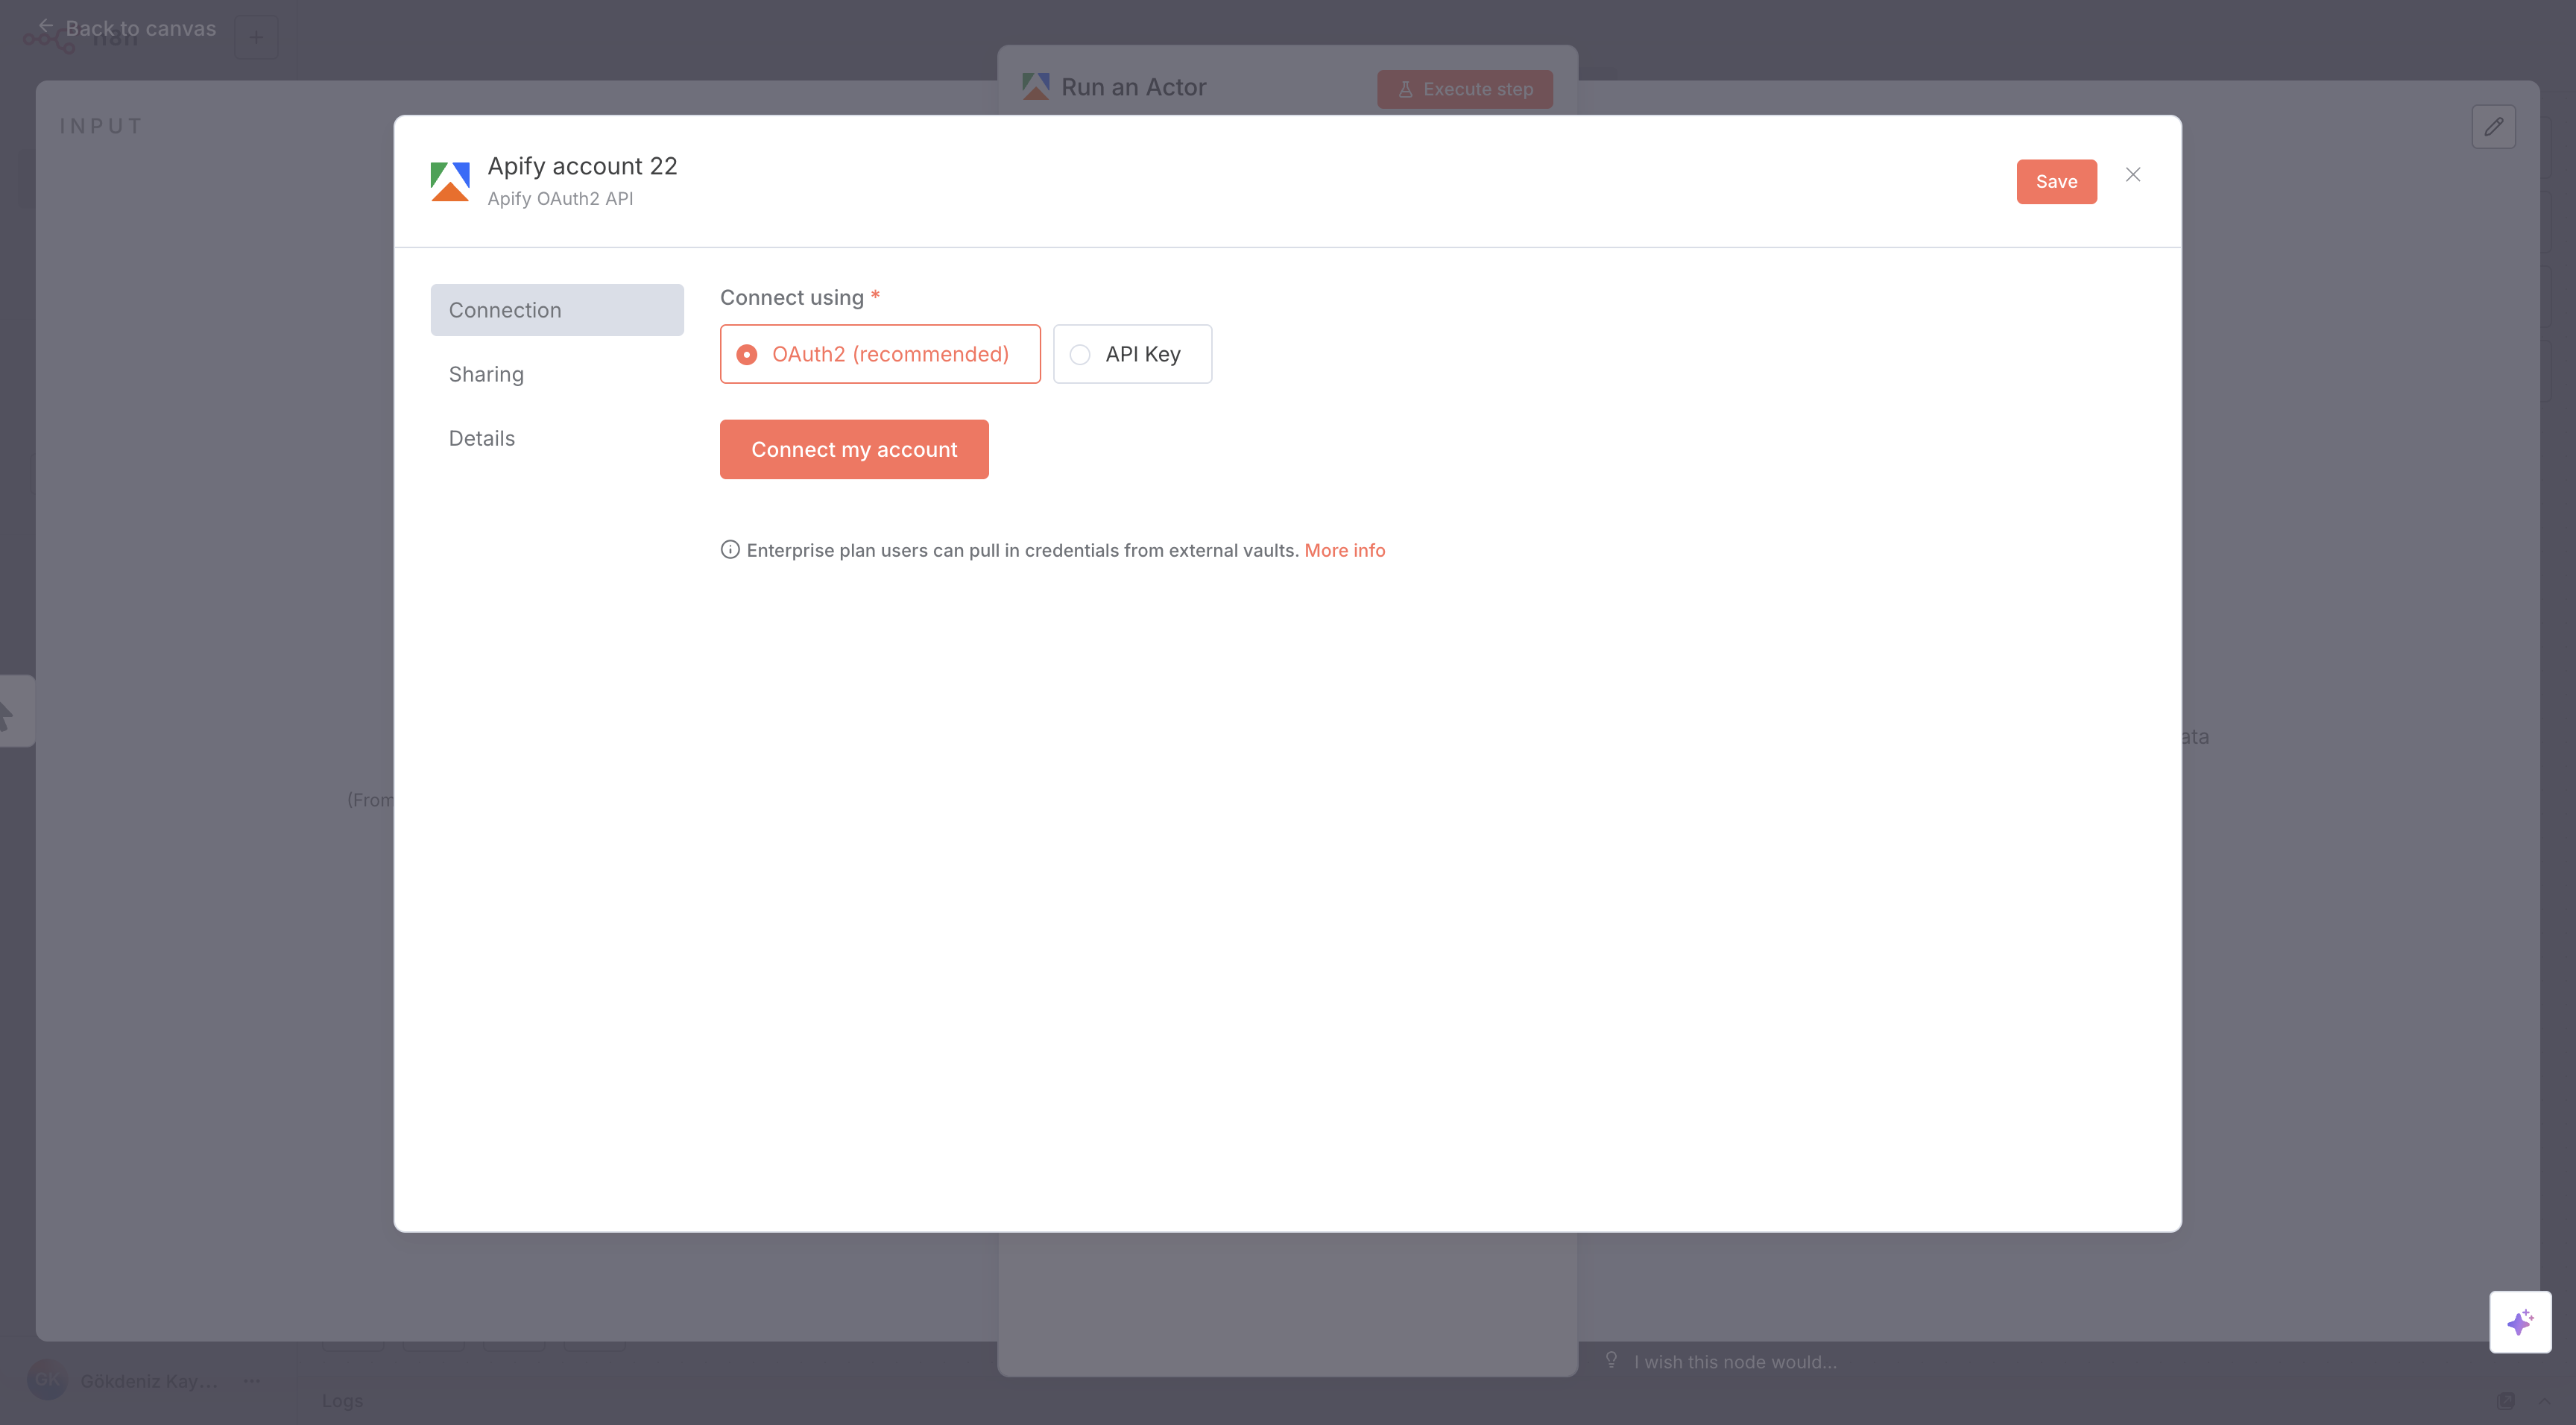 Back to canvas
n8n
Run an Actor
Execute step
INPUT
Apify account 22
Apify OAuth2 API
Save
Connection
Sharing
Details
Connect using *
OAuth2 (recommended)
API Key
Connect my account
Enterprise plan users can pull in credentials from external vaults. More info
(From
ata
I wish this node would...
GK
Gökdeniz Kay...
Logs